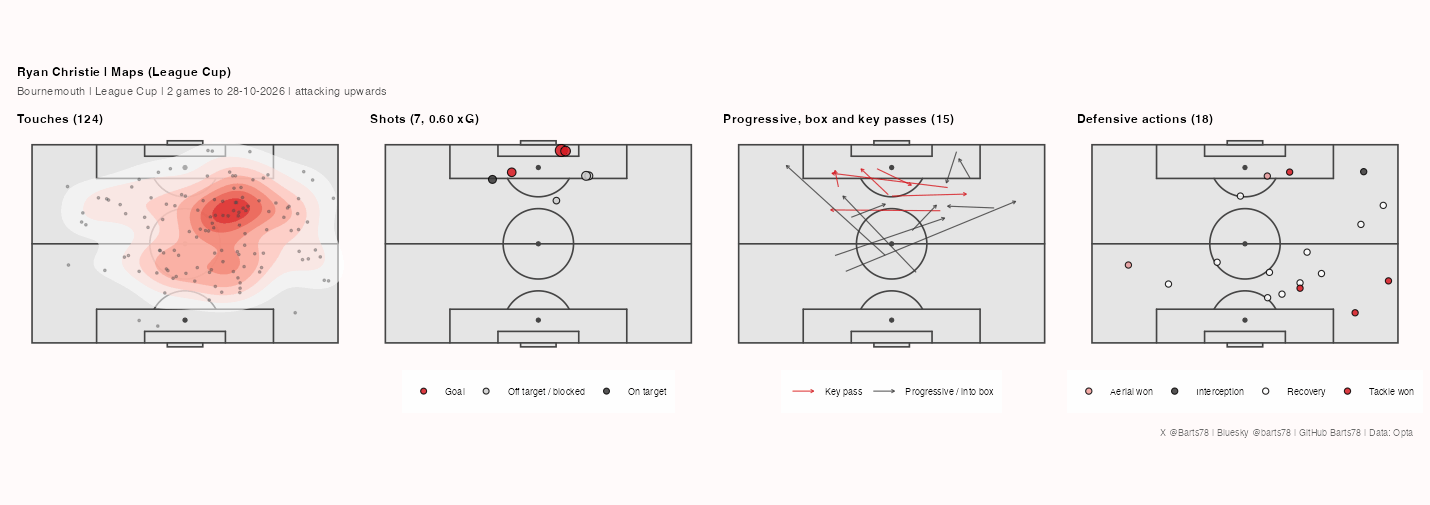 Ryan Christie | Maps (League Cup)
Bournemouth | League Cup | 2 games to 28-10-2026 | attacking upwards
Touches (124)
Shots (7, 0.60 xG)
Progressive, box and key passes (15)
Defensive actions (18)
Goal
Off target / blocked
On target
Key pass
Progressive / into box
Aerial won
Interception
Recovery
Tackle won
X @Barts78 | Bluesky @barts78 | GitHub Barts78 | Data: Opta